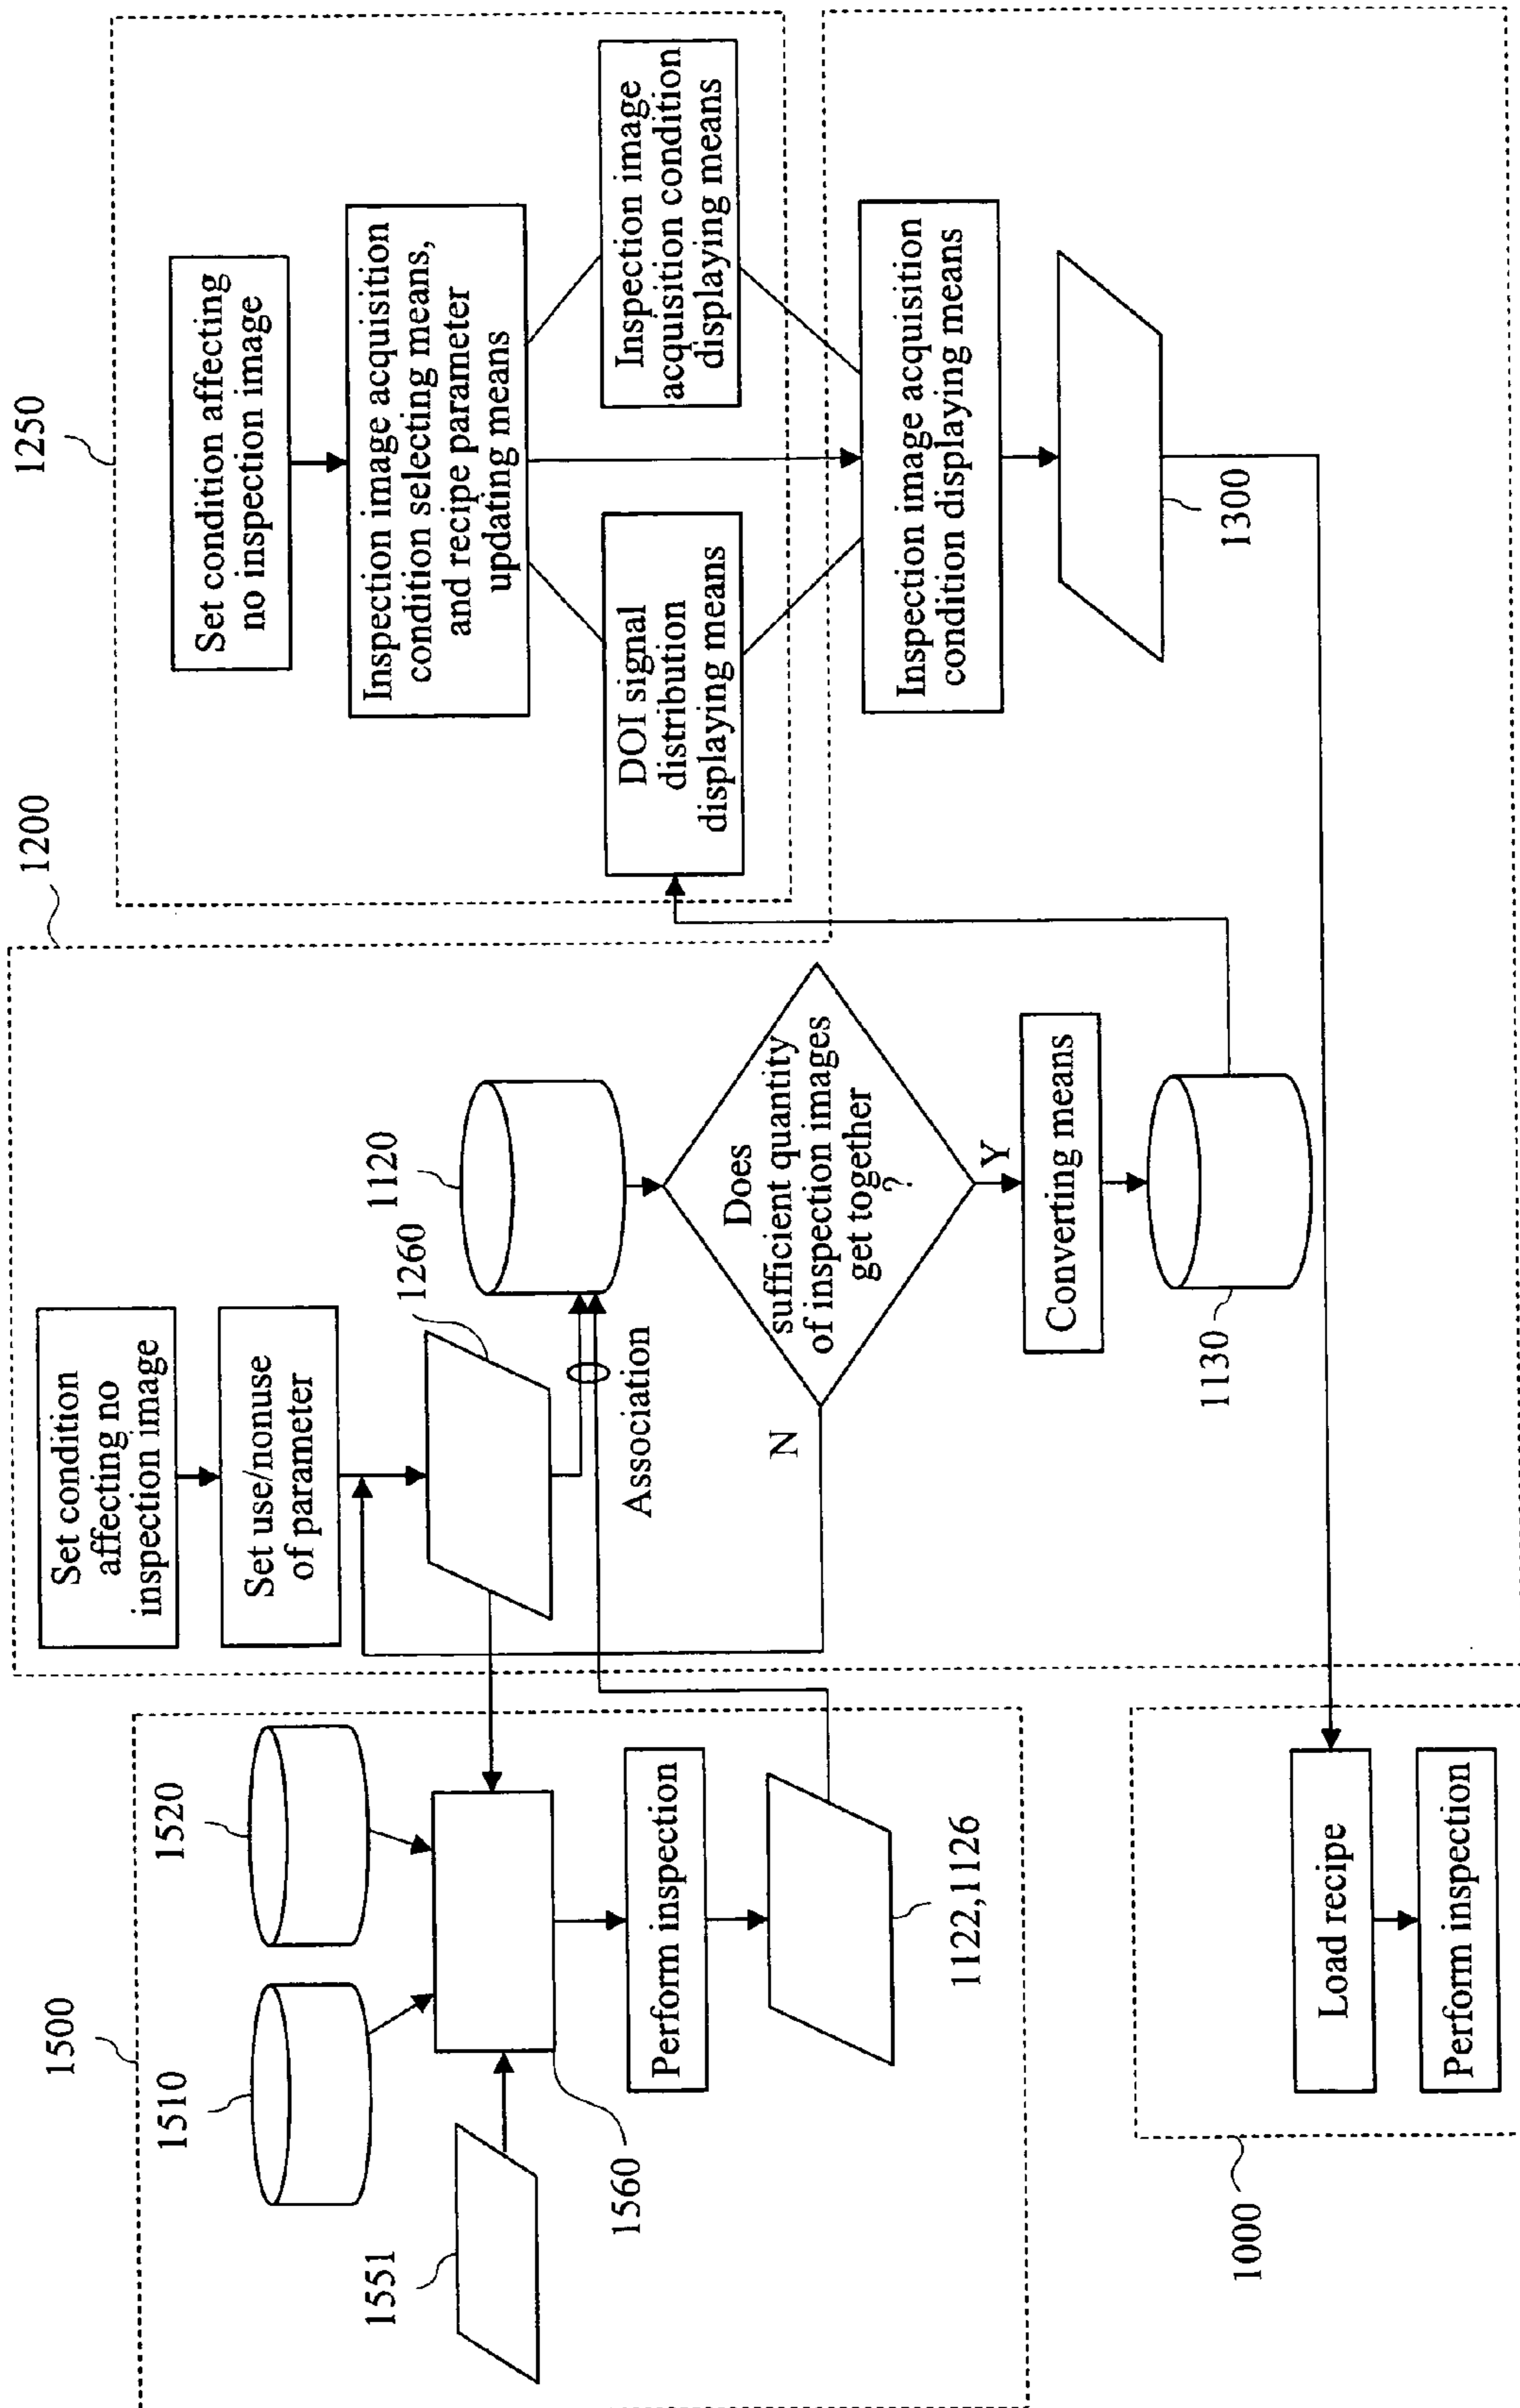 1500
1510
1520
1551
1560
Perform inspection
1122,1126
1000
Load recipe
Perform inspection
1200
Set condition
affecting no
inspection image
Set use/nonuse
of parameter
1260
1120
Association
Does
sufficient quantity
of inspection images
get together
?
N
Y
Converting means
1130
1250
Set condition affecting
no inspection image
Inspection image acquisition
condition selecting means,
and recipe parameter
updating means
DOI signal
distribution
displaying means
Inspection image
acquisition condition
displaying means
Inspection image acquisition
condition displaying means
1300